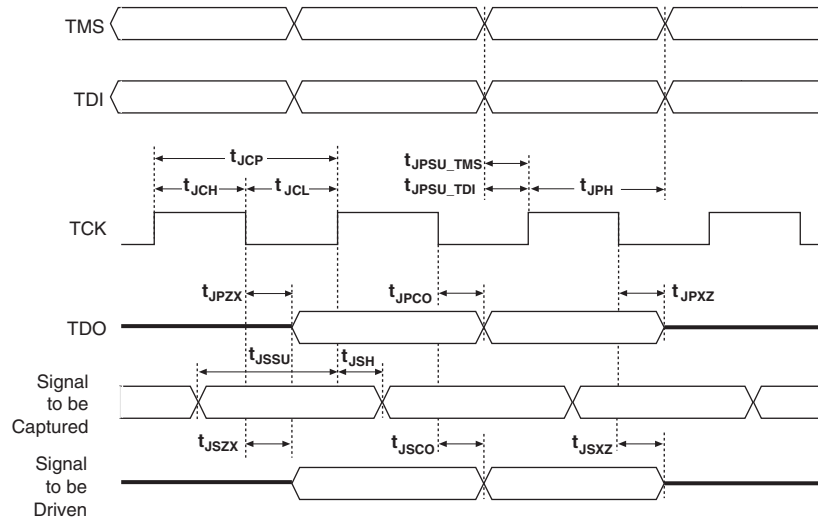 TMS
TDI
tJCP
tJPSU_TMS
tJCH
tJCL
tJPSU_TDI
tJPH
TCK
tJPZX
tJPCO
tJPXZ
TDO
tJSSU
tJSH
Signal
to be
Captured
tJSZX
tJSCO
tJSXZ
Signal
to be
Driven